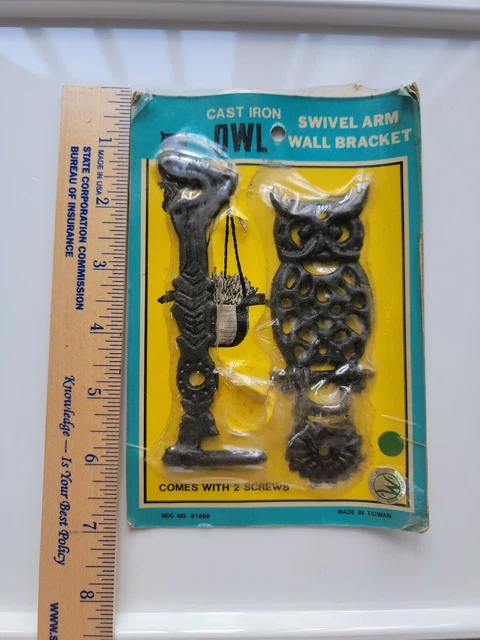 CAST IRON
OWL
SWIVEL ARM
WALL BRACKET
COMES WITH 2 SCREWS
MADE IN TAIWAN
1
MADE IN USA
2
3
4
5
6
7
8
STATE CORPORATION COMMISSION
BUREAU OF INSURANCE
Knowledge — Is Your Best Policy